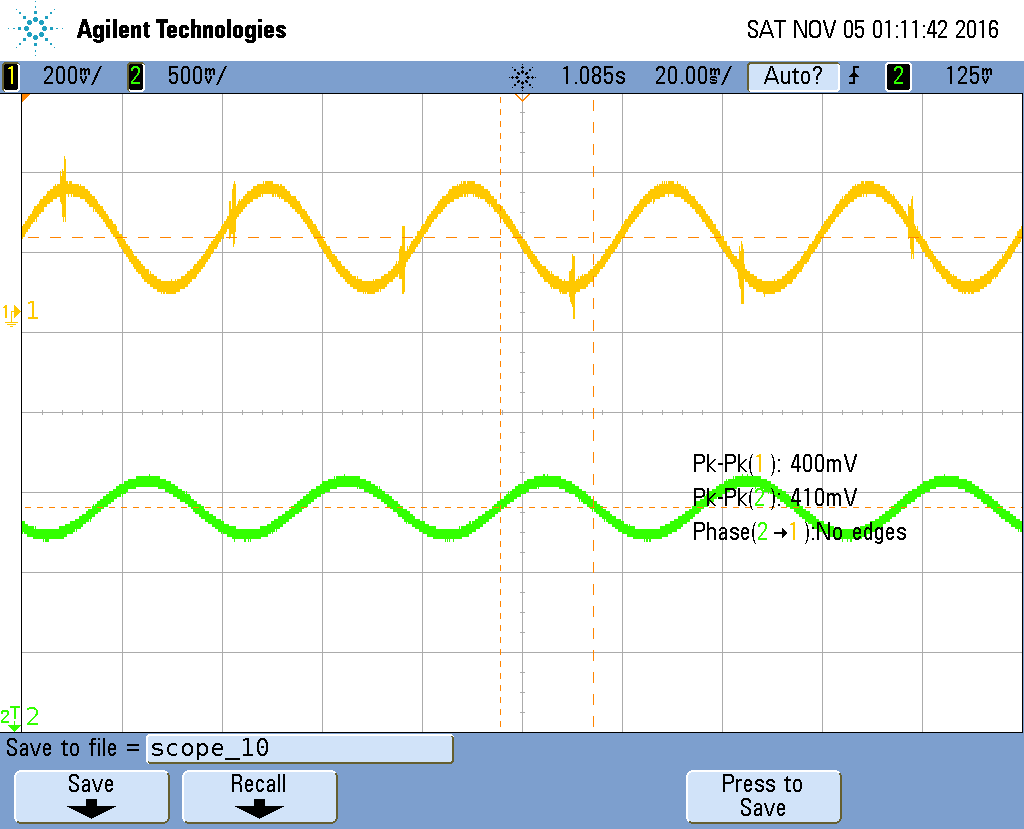 Agilent Technologies
SAT NOV 05 01:11:42 2016
1 200mV/ 2 500mV/ 1.085s 20.00ms/ Auto? 2 125mV
1
Pk-Pk(1): 400mV
Pk-Pk(2): 410mV
Phase(2→1):No edges
2
Save to file = scope_10
Save
Recall
Press to
Save